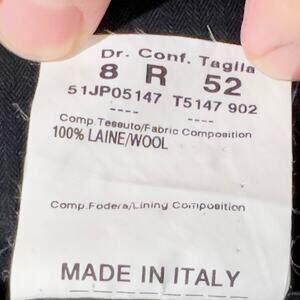 Dr. Conf. Taglia
8 R 52
51JP05147 T5147 902
---- ----
Comp.Tessuto/Fabric Composition
100% LAINE/WOOL
Comp.Fodera/Lining Composition
MADE IN ITALY